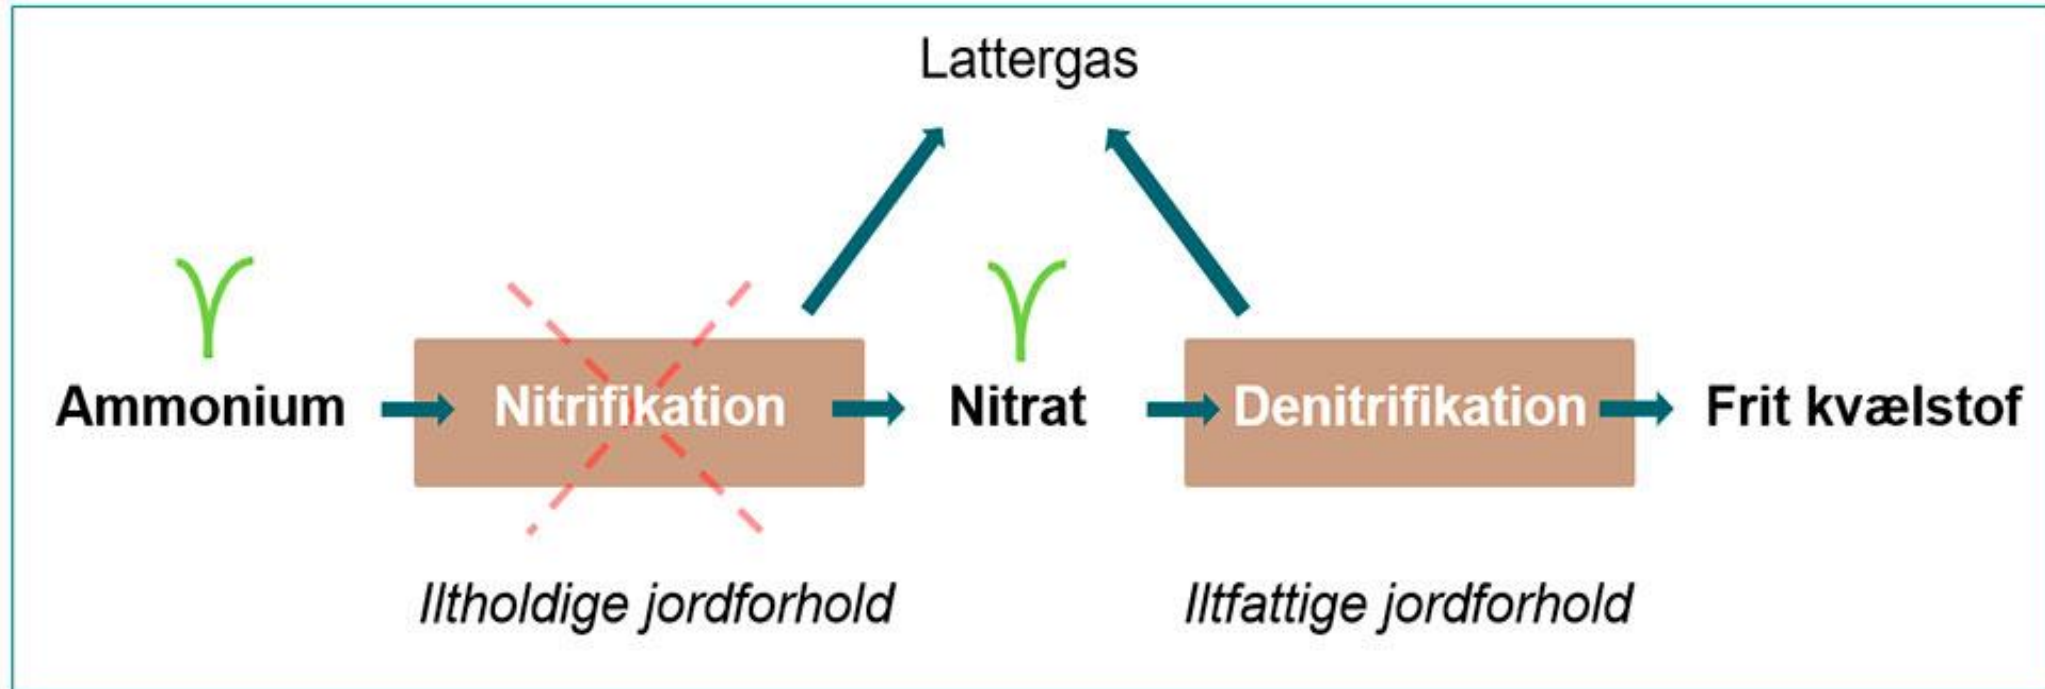 Lattergas
Ammonium
Nitrifikation
Nitrat
Denitrifikation
Frit kvælstof
Iltholdige jordforhold
Iltfattige jordforhold